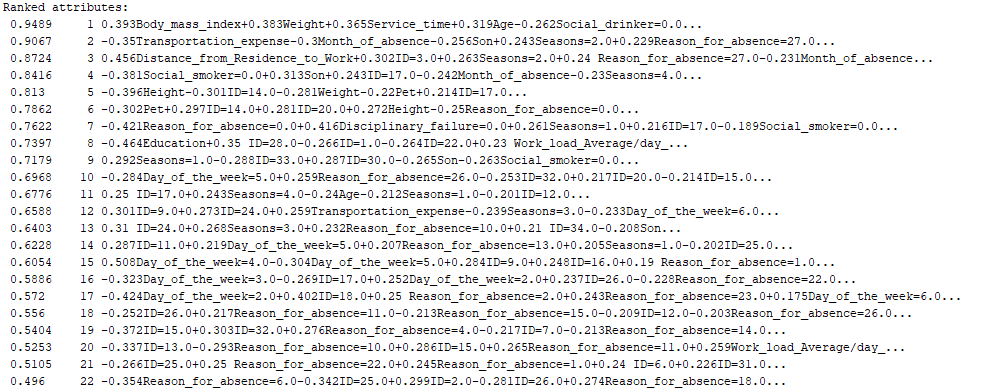 Ranked attributes:
0.9489 1 0.393Body_mass_index+0.383Weight+0.365Service_time+0.319Age-0.262Social_drinker=0.0...
0.9067 2 -0.35Transportation_expense-0.3Month_of_absence-0.256Son+0.243Seasons=2.0+0.229Reason_for_absence=27.0...
0.8724 3 0.456Distance_from_Residence_to_Work+0.302ID=3.0+0.263Seasons=2.0+0.24 Reason_for_absence=27.0-0.231Month_of_absence...
0.8416 4 -0.381Social_smoker=0.0+0.313Son+0.243ID=17.0-0.242Month_of_absence-0.23Seasons=4.0...
0.813 5 -0.396Height-0.301ID=14.0-0.281Weight-0.22Pet+0.214ID=17.0...
0.7862 6 -0.302Pet+0.297ID=14.0+0.281ID=20.0+0.272Height-0.25Reason_for_absence=0.0...
0.7622 7 -0.421Reason_for_absence=0.0+0.416Disciplinary_failure=0.0+0.261Seasons=1.0+0.216ID=17.0-0.189Social_smoker=0.0...
0.7397 8 -0.464Education+0.35 ID=28.0-0.266ID=1.0-0.264ID=22.0+0.23 Work_load_Average/day_...
0.7179 9 0.292Seasons=1.0-0.288ID=33.0+0.287ID=30.0-0.265Son-0.263Social_smoker=0.0...
0.6968 10 -0.284Day_of_the_week=5.0+0.259Reason_for_absence=26.0-0.253ID=32.0+0.217ID=20.0-0.214ID=15.0...
0.6776 11 0.25 ID=17.0+0.243Seasons=4.0-0.24Age-0.212Seasons=1.0-0.201ID=12.0...
0.6588 12 0.301ID=9.0+0.273ID=24.0+0.259Transportation_expense-0.239Seasons=3.0-0.233Day_of_the_week=6.0...
0.6403 13 0.31 ID=24.0+0.268Seasons=3.0+0.232Reason_for_absence=10.0+0.21 ID=34.0-0.208Son...
0.6228 14 0.287ID=11.0+0.219Day_of_the_week=5.0+0.207Reason_for_absence=13.0+0.205Seasons=1.0-0.202ID=25.0...
0.6054 15 0.508Day_of_the_week=4.0-0.304Day_of_the_week=5.0+0.284ID=9.0+0.248ID=16.0+0.19 Reason_for_absence=1.0...
0.5886 16 -0.323Day_of_the_week=3.0-0.269ID=17.0+0.252Day_of_the_week=2.0+0.237ID=26.0-0.228Reason_for_absence=22.0...
0.572 17 -0.424Day_of_the_week=2.0+0.402ID=18.0+0.25 Reason_for_absence=2.0+0.243Reason_for_absence=23.0+0.175Day_of_the_week=6.0...
0.556 18 -0.252ID=26.0+0.217Reason_for_absence=11.0-0.213Reason_for_absence=15.0-0.209ID=12.0-0.203Reason_for_absence=26.0...
0.5404 19 -0.372ID=15.0+0.303ID=32.0+0.276Reason_for_absence=4.0-0.217ID=7.0-0.213Reason_for_absence=14.0...
0.5253 20 -0.337ID=13.0-0.293Reason_for_absence=10.0+0.286ID=15.0+0.265Reason_for_absence=11.0+0.259Work_load_Average/day_...
0.5105 21 -0.266ID=25.0+0.25 Reason_for_absence=22.0+0.245Reason_for_absence=1.0+0.24 ID=6.0+0.226ID=31.0...
0.496 22 -0.354Reason_for_absence=6.0-0.342ID=25.0+0.299ID=2.0-0.281ID=26.0+0.274Reason_for_absence=18.0...